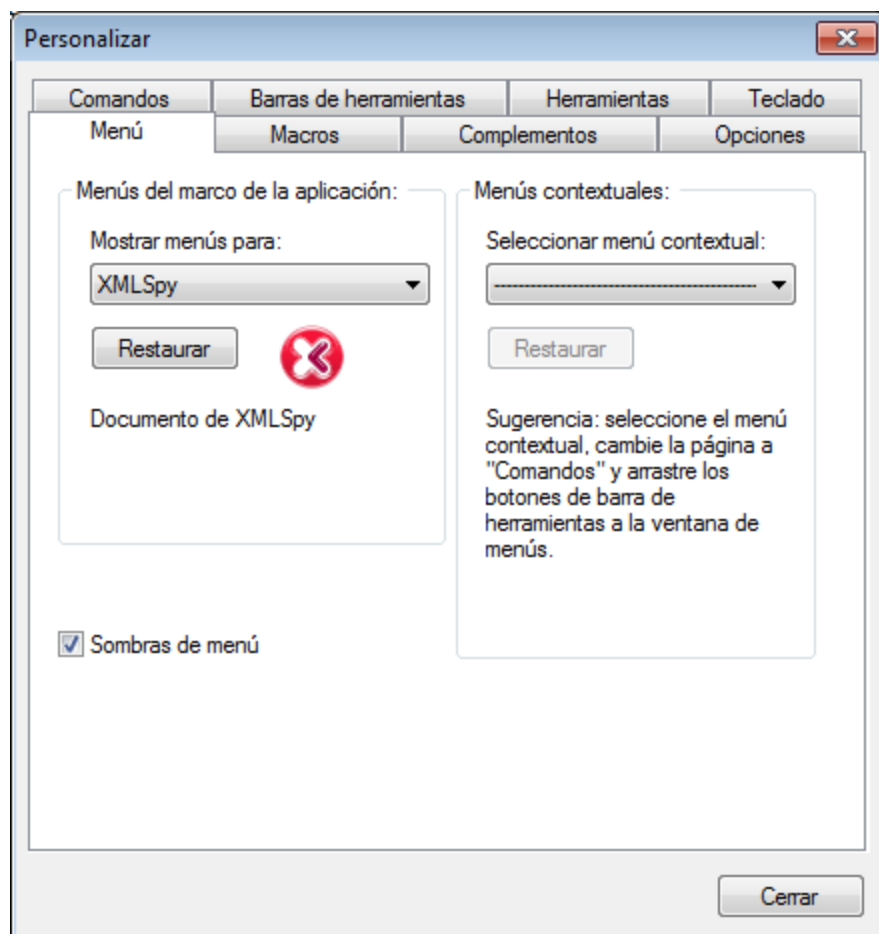 Personalizar
Comandos
Barras de herramientas
Herramientas
Teclado
Menú
Macros
Complementos
Opciones
Menús del marco de la aplicación:
Mostrar menús para:
XMLSpy
Restaurar
Documento de XMLSpy
Menús contextuales:
Seleccionar menú contextual:
Restaurar
Sugerencia: seleccione el menú
contextual, cambie la página a
"Comandos" y arrastre los
botones de barra de
herramientas a la ventana de
menús.
Sombras de menú
Cerrar